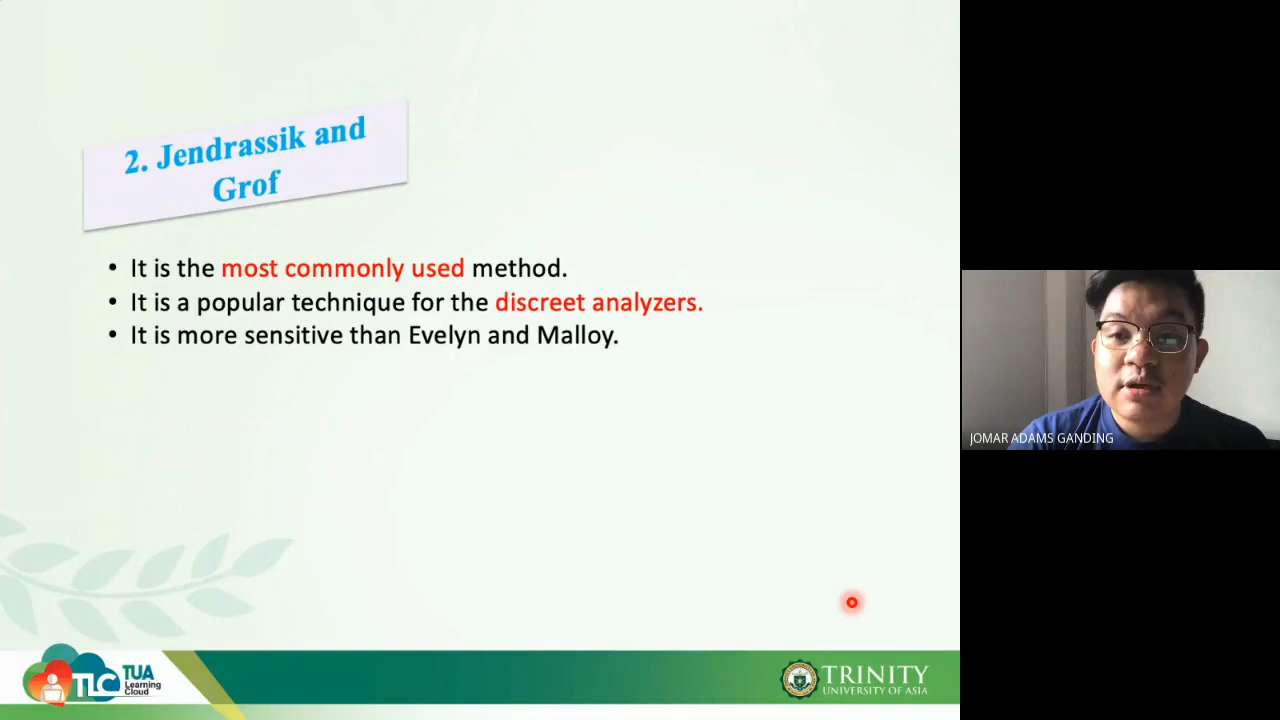 2. Jendrassik and
Grof
• It is the most commonly used method.
• It is a popular technique for the discreet analyzers.
• It is more sensitive than Evelyn and Malloy.
JOMAR ADAMS GANDING
TLC
TUA
Learning
Cloud
TRINITY
UNIVERSITY OF ASIA